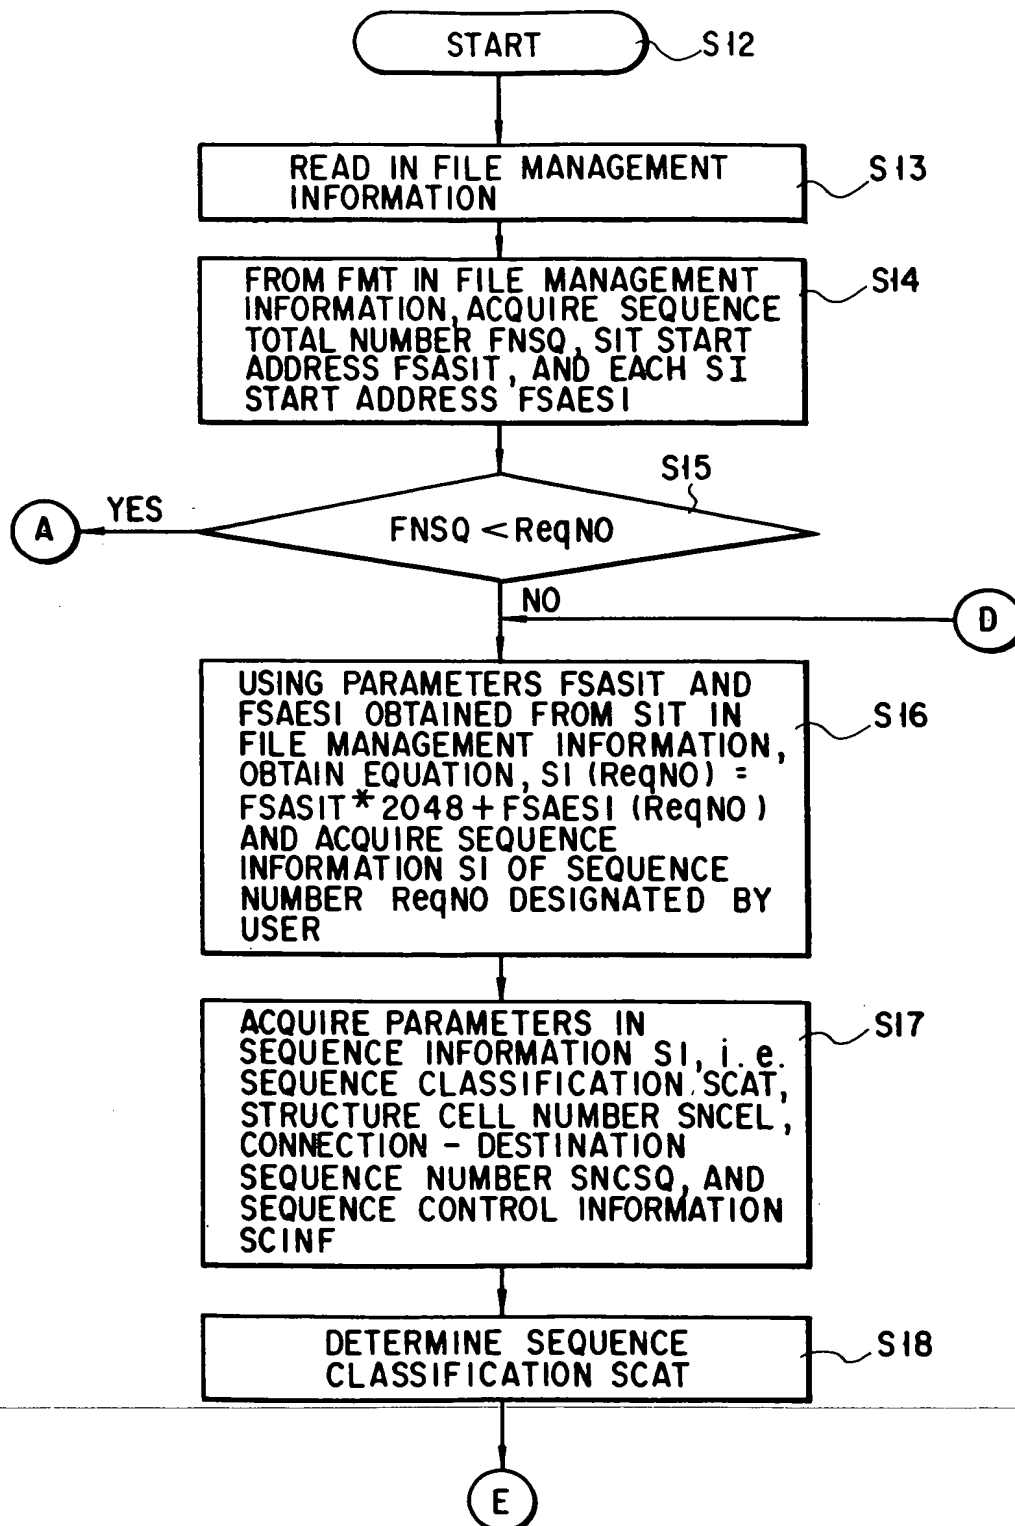 START
S12
READ IN FILE MANAGEMENT
INFORMATION
S13
FROM FMT IN FILE MANAGEMENT
INFORMATION, ACQUIRE SEQUENCE
TOTAL NUMBER FNSQ, SIT START
ADDRESS FSASIT, AND EACH SI
START ADDRESS FSAESI
S14
S15
FNSQ < ReqNO
YES
A
NO
D
USING PARAMETERS FSASIT AND
FSAESI OBTAINED FROM SIT IN
FILE MANAGEMENT INFORMATION,
OBTAIN EQUATION, SI (ReqNO) =
FSASIT * 2048 + FSAESI (ReqNO)
AND ACQUIRE SEQUENCE
INFORMATION SI OF SEQUENCE
NUMBER ReqNO DESIGNATED BY
USER
S16
ACQUIRE PARAMETERS IN
SEQUENCE INFORMATION SI, i.e.
SEQUENCE CLASSIFICATION SCAT,
STRUCTURE CELL NUMBER SNCEL,
CONNECTION - DESTINATION
SEQUENCE NUMBER SNCSQ, AND
SEQUENCE CONTROL INFORMATION
SCINF
S17
DETERMINE SEQUENCE
CLASSIFICATION SCAT
S18
E